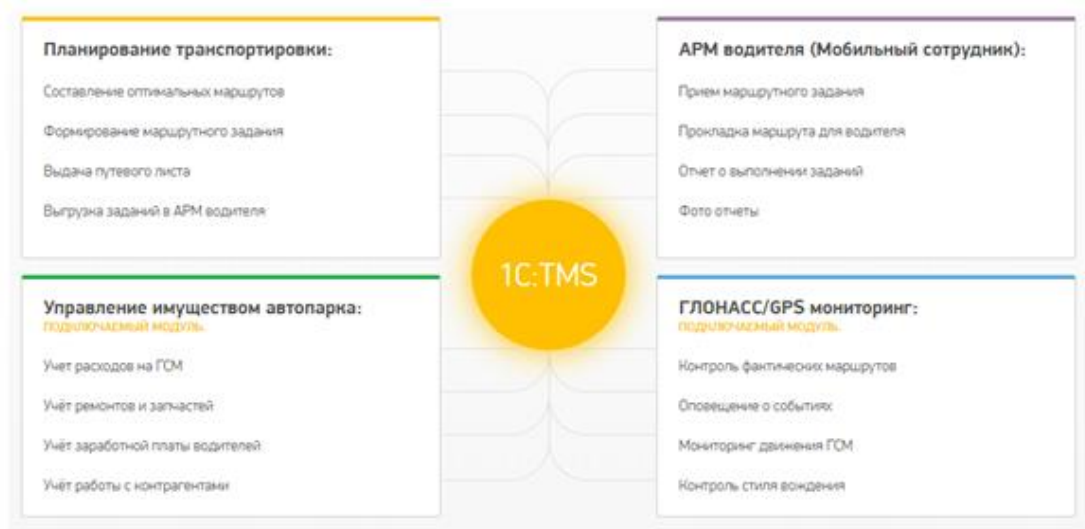 Планирование транспортировки:
Составление оптимальных маршрутов
Формирование маршрутного задания
Выдача путевого листа
Выгрузка заданий в АРМ водителя
АРМ водителя (Мобильный сотрудник):
Прием маршрутного задания
Прокладка маршрута для водителя
Отчет о выполнении заданий
Фото отчеты
1C:TMS
Управление имуществом автопарка:
ПОДКЛЮЧАЕМЫЙ МОДУЛЬ.
Учет расходов на ГСМ
Учёт ремонтов и запчастей
Учёт заработной платы водителей
Учёт работы с контрагентами
ГЛОНАСС/GPS мониторинг:
ПОДКЛЮЧАЕМЫЙ МОДУЛЬ.
Контроль фактических маршрутов
Оповещение о событиях
Мониторинг движения ГСМ
Контроль стиля вождения